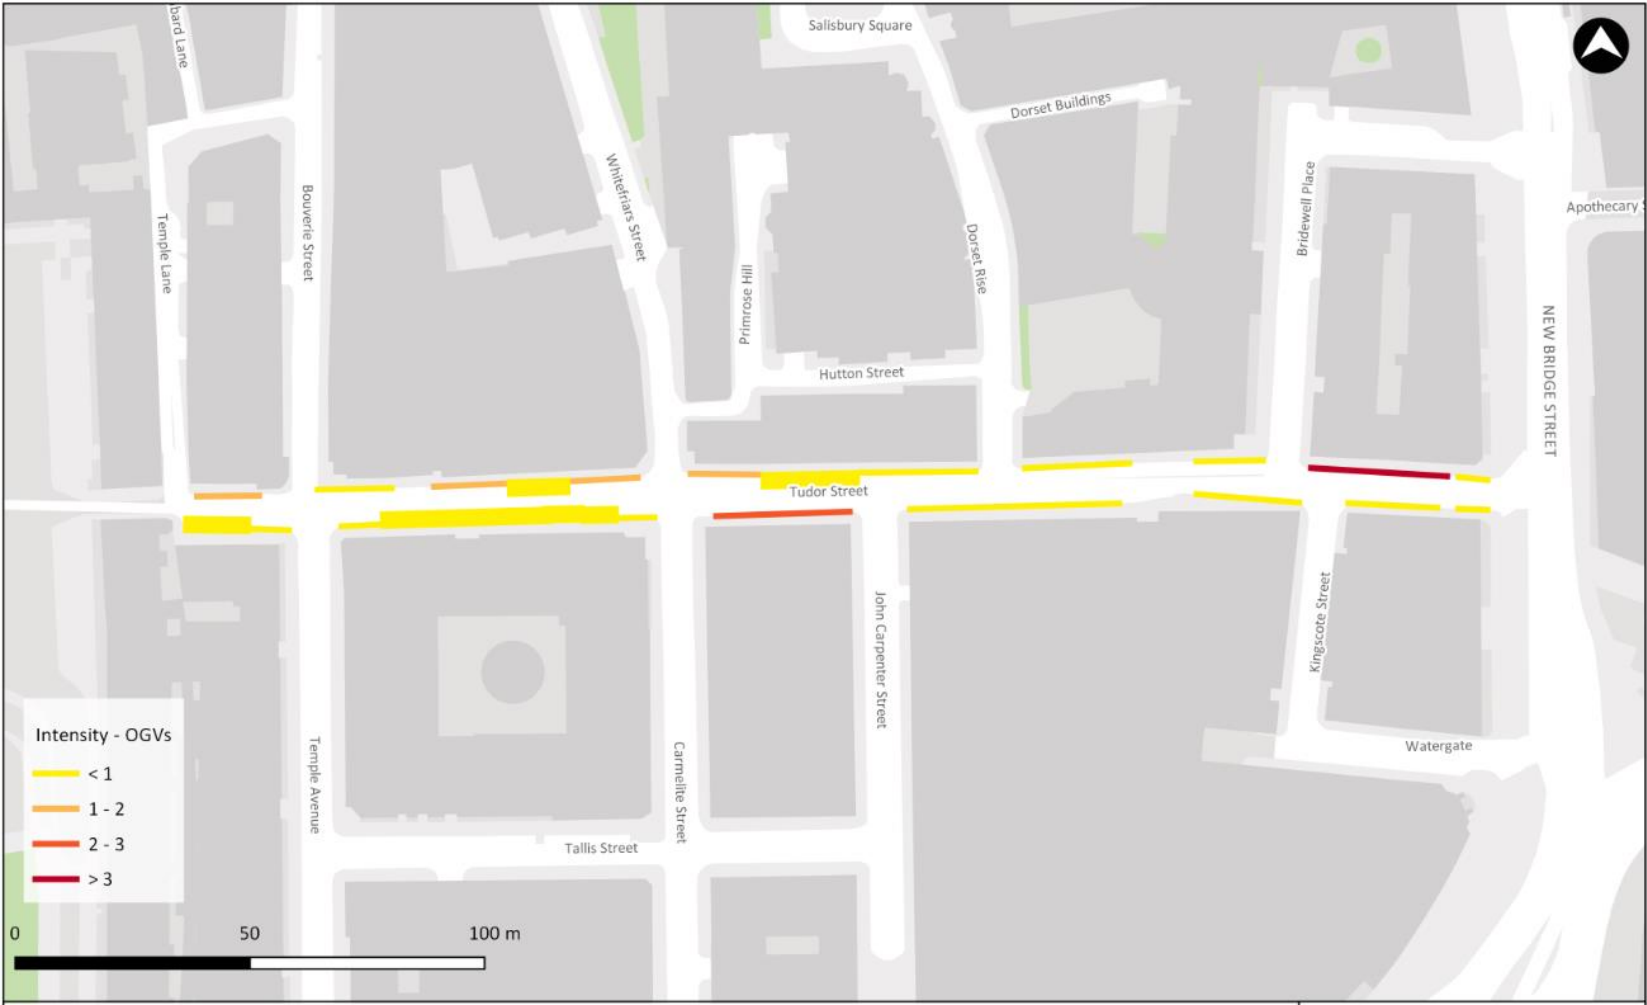 bard Lane
Salisbury Square
Dorset Buildings
Whitefriars Street
Bouverie Street
Temple Lane
Bridewell Place
Apothecary
Dorset Rise
Primrose Hill
NEW BRIDGE STREET
Hutton Street
Tudor Street
Kingscote Street
John Carpenter Street
Intensity - OGVs
< 1
1 - 2
2 - 3
> 3
Temple Avenue
Carmelite Street
Watergate
Tallis Street
0 50 100 m